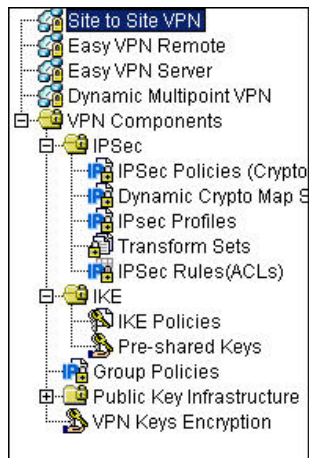 Site to Site VPN
Easy VPN Remote
Easy VPN Server
Dynamic Multipoint VPN
VPN Components
IPSec
IPSec Policies (Crypto
Dynamic Crypto Map S
IPsec Profiles
Transform Sets
IPSec Rules(ACLs)
IKE
IKE Policies
Pre-shared Keys
Group Policies
Public Key Infrastructure
VPN Keys Encryption